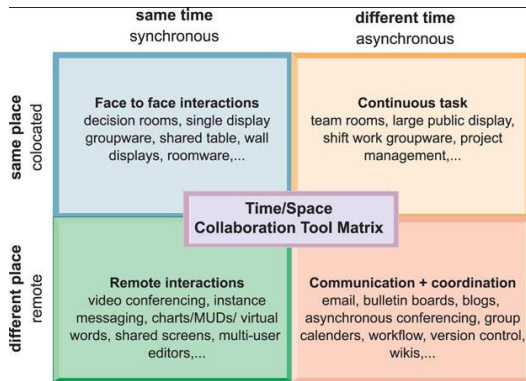 same time
synchronous
different time
asynchronous
same place
colocated
Face to face interactions
decision rooms, single display
groupware, shared table, wall
displays, roomware,...
Continuous task
team rooms, large public display,
shift work groupware, project
management,...
Time/Space
Collaboration Tool Matrix
different place
remote
Remote interactions
video conferencing, instance
messaging, charts/MUDs/ virtual
words, shared screens, multi-user
editors,...
Communication + coordination
email, bulletin boards, blogs,
asynchronous conferencing, group
calenders, workflow, version control,
wikis,...